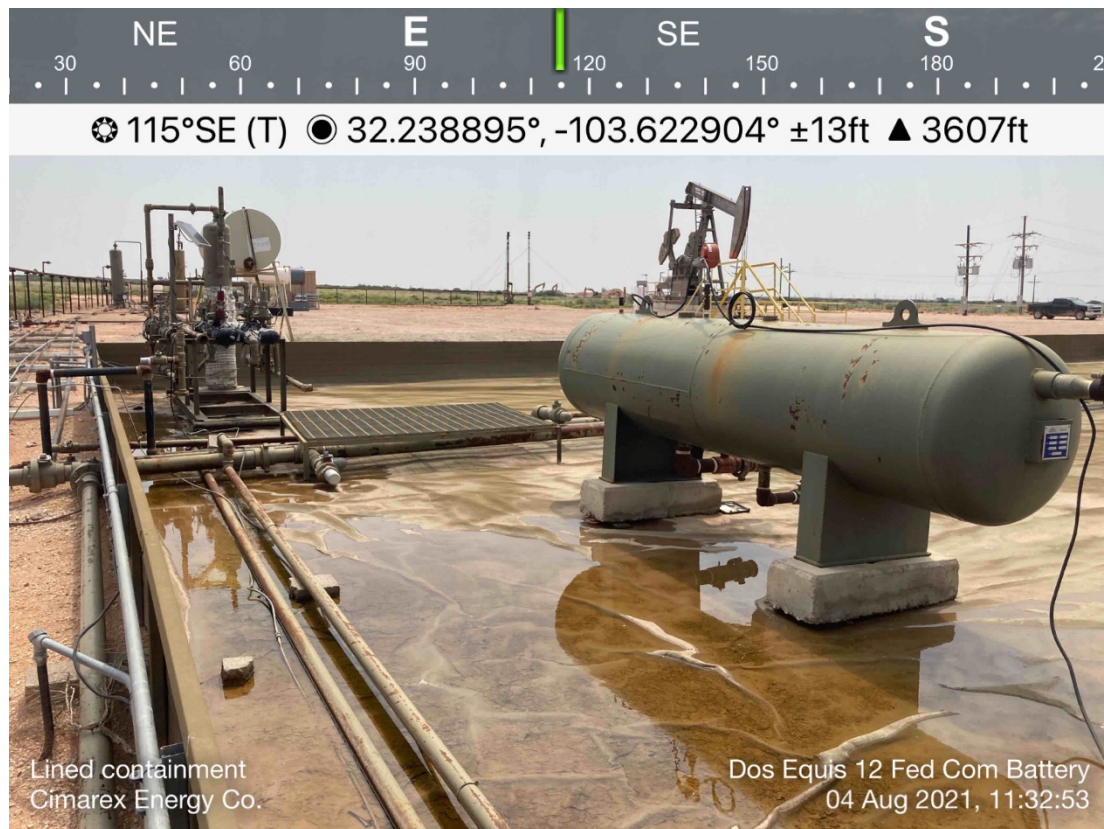 NE E SE S
30 60 90 120 150 180 2
115°SE (T) 32.238895°, -103.622904° ±13ft ▲ 3607ft
Lined containment
Cimarex Energy Co.
Dos Equis 12 Fed Com Battery
04 Aug 2021, 11:32:53